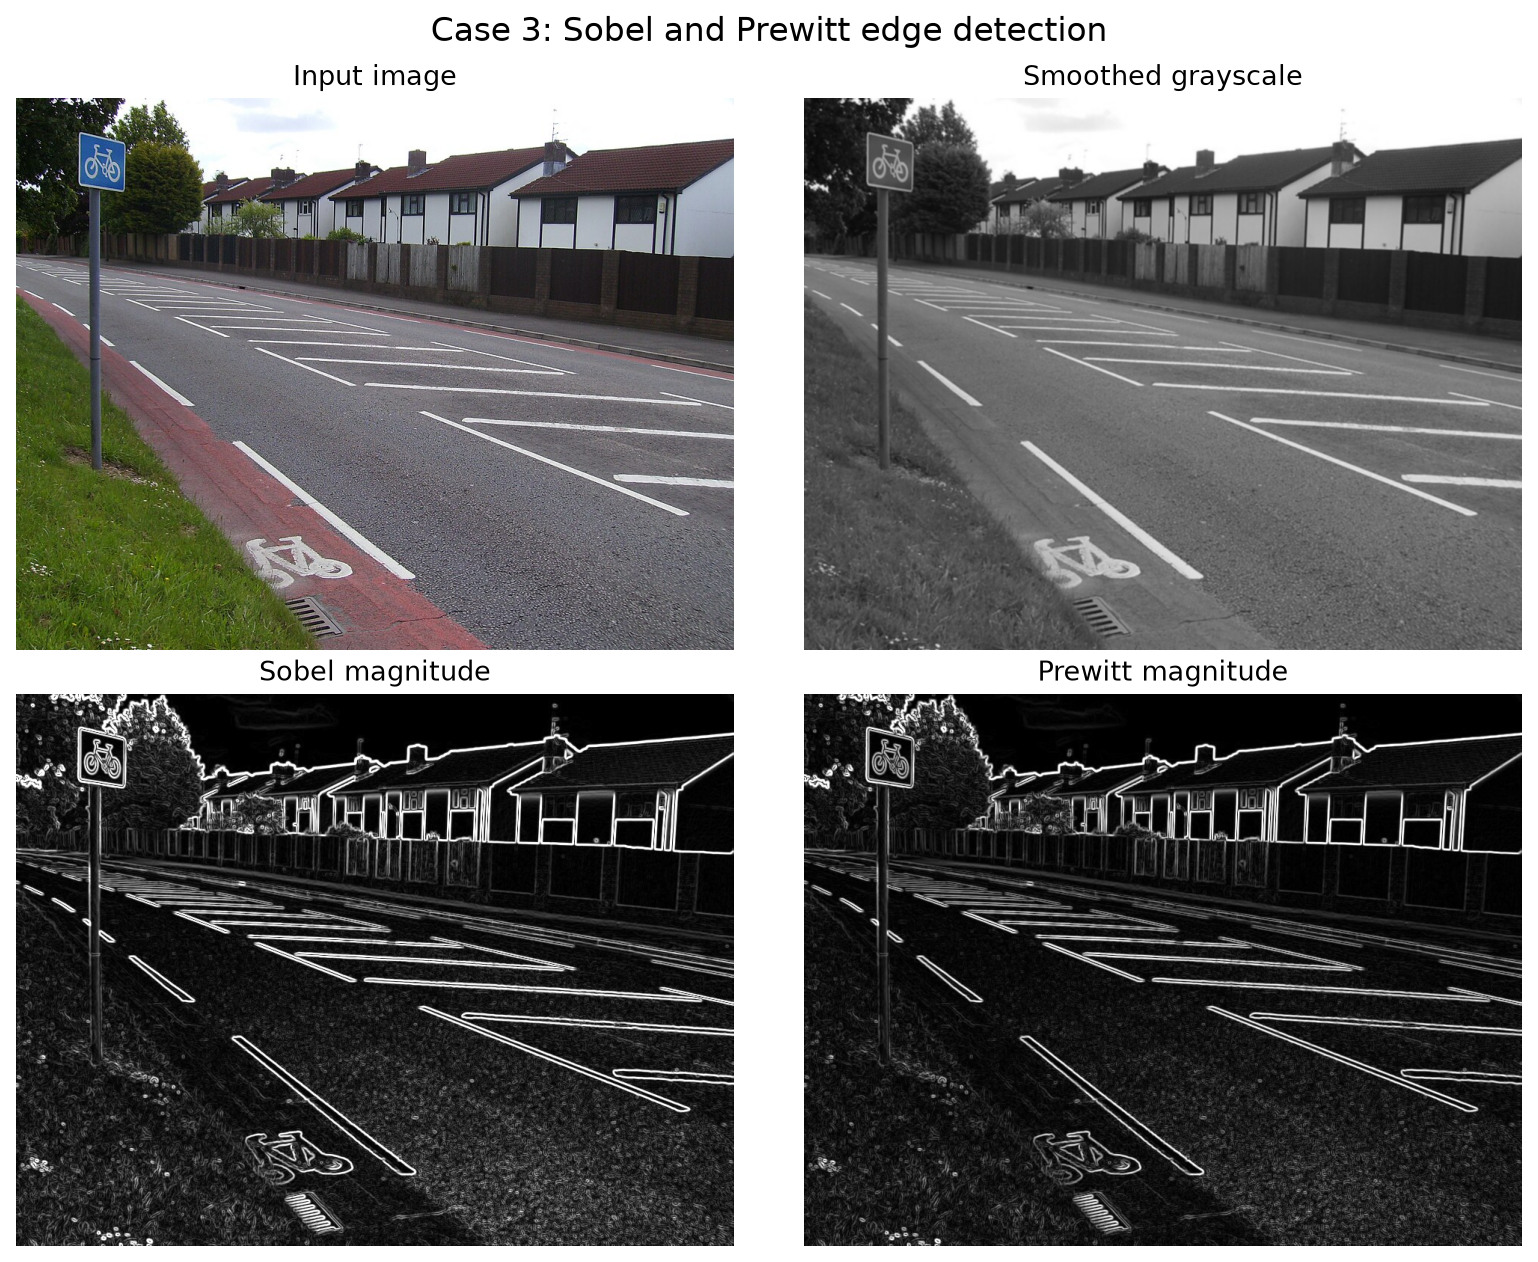 Case 3: Sobel and Prewitt edge detection
Input image
Smoothed grayscale
Sobel magnitude
Prewitt magnitude